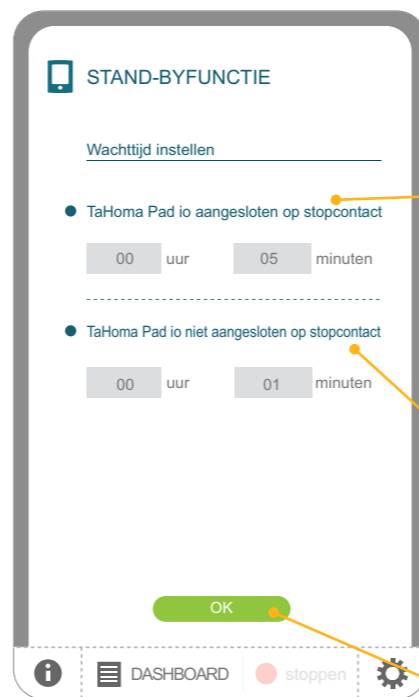 STAND-BYFUNCTIE
Wachttijd instellen
TaHoma Pad io aangesloten op stopcontact
00 uur 05 minuten
TaHoma Pad io niet aangesloten op stopcontact
00 uur 01 minuten
OK
i DASHBOARD stoppen